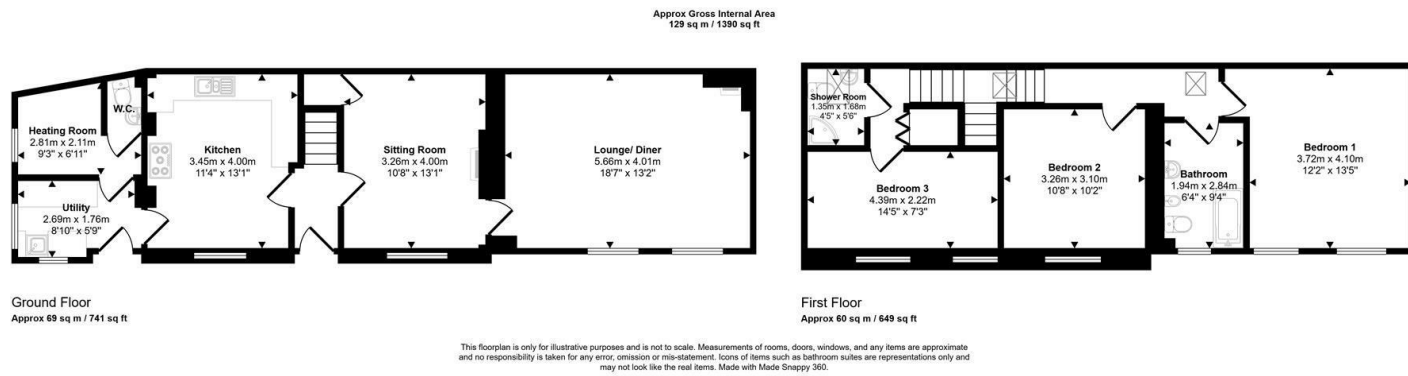 Approx Gross Internal Area
129 sq m / 1390 sq ft
W.C.
Heating Room
2.81m x 2.11m
9'3" x 6'11"
Kitchen
3.45m x 4.00m
11'4" x 13'1"
Sitting Room
3.26m x 4.00m
10'8" x 13'1"
Lounge/ Diner
5.66m x 4.01m
18'7" x 13'2"
Utility
2.69m x 1.76m
8'10" x 5'9"
Shower Room
1.35m x 1.68m
4'5" x 5'6"
Bedroom 3
4.39m x 2.22m
14'5" x 7'3"
Bedroom 2
3.26m x 3.10m
10'8" x 10'2"
Bathroom
1.94m x 2.84m
6'4" x 9'4"
Bedroom 1
3.72m x 4.10m
12'2" x 13'5"
Ground Floor
Approx 69 sq m / 741 sq ft
First Floor
Approx 60 sq m / 649 sq ft
This floorplan is only for illustrative purposes and is not to scale. Measurements of rooms, doors, windows, and any items are approximate
and no responsibility is taken for any error, omission or mis-statement. Icons of items such as bathroom suites are representations only and
may not look like the real items. Made with Made Snappy 360.